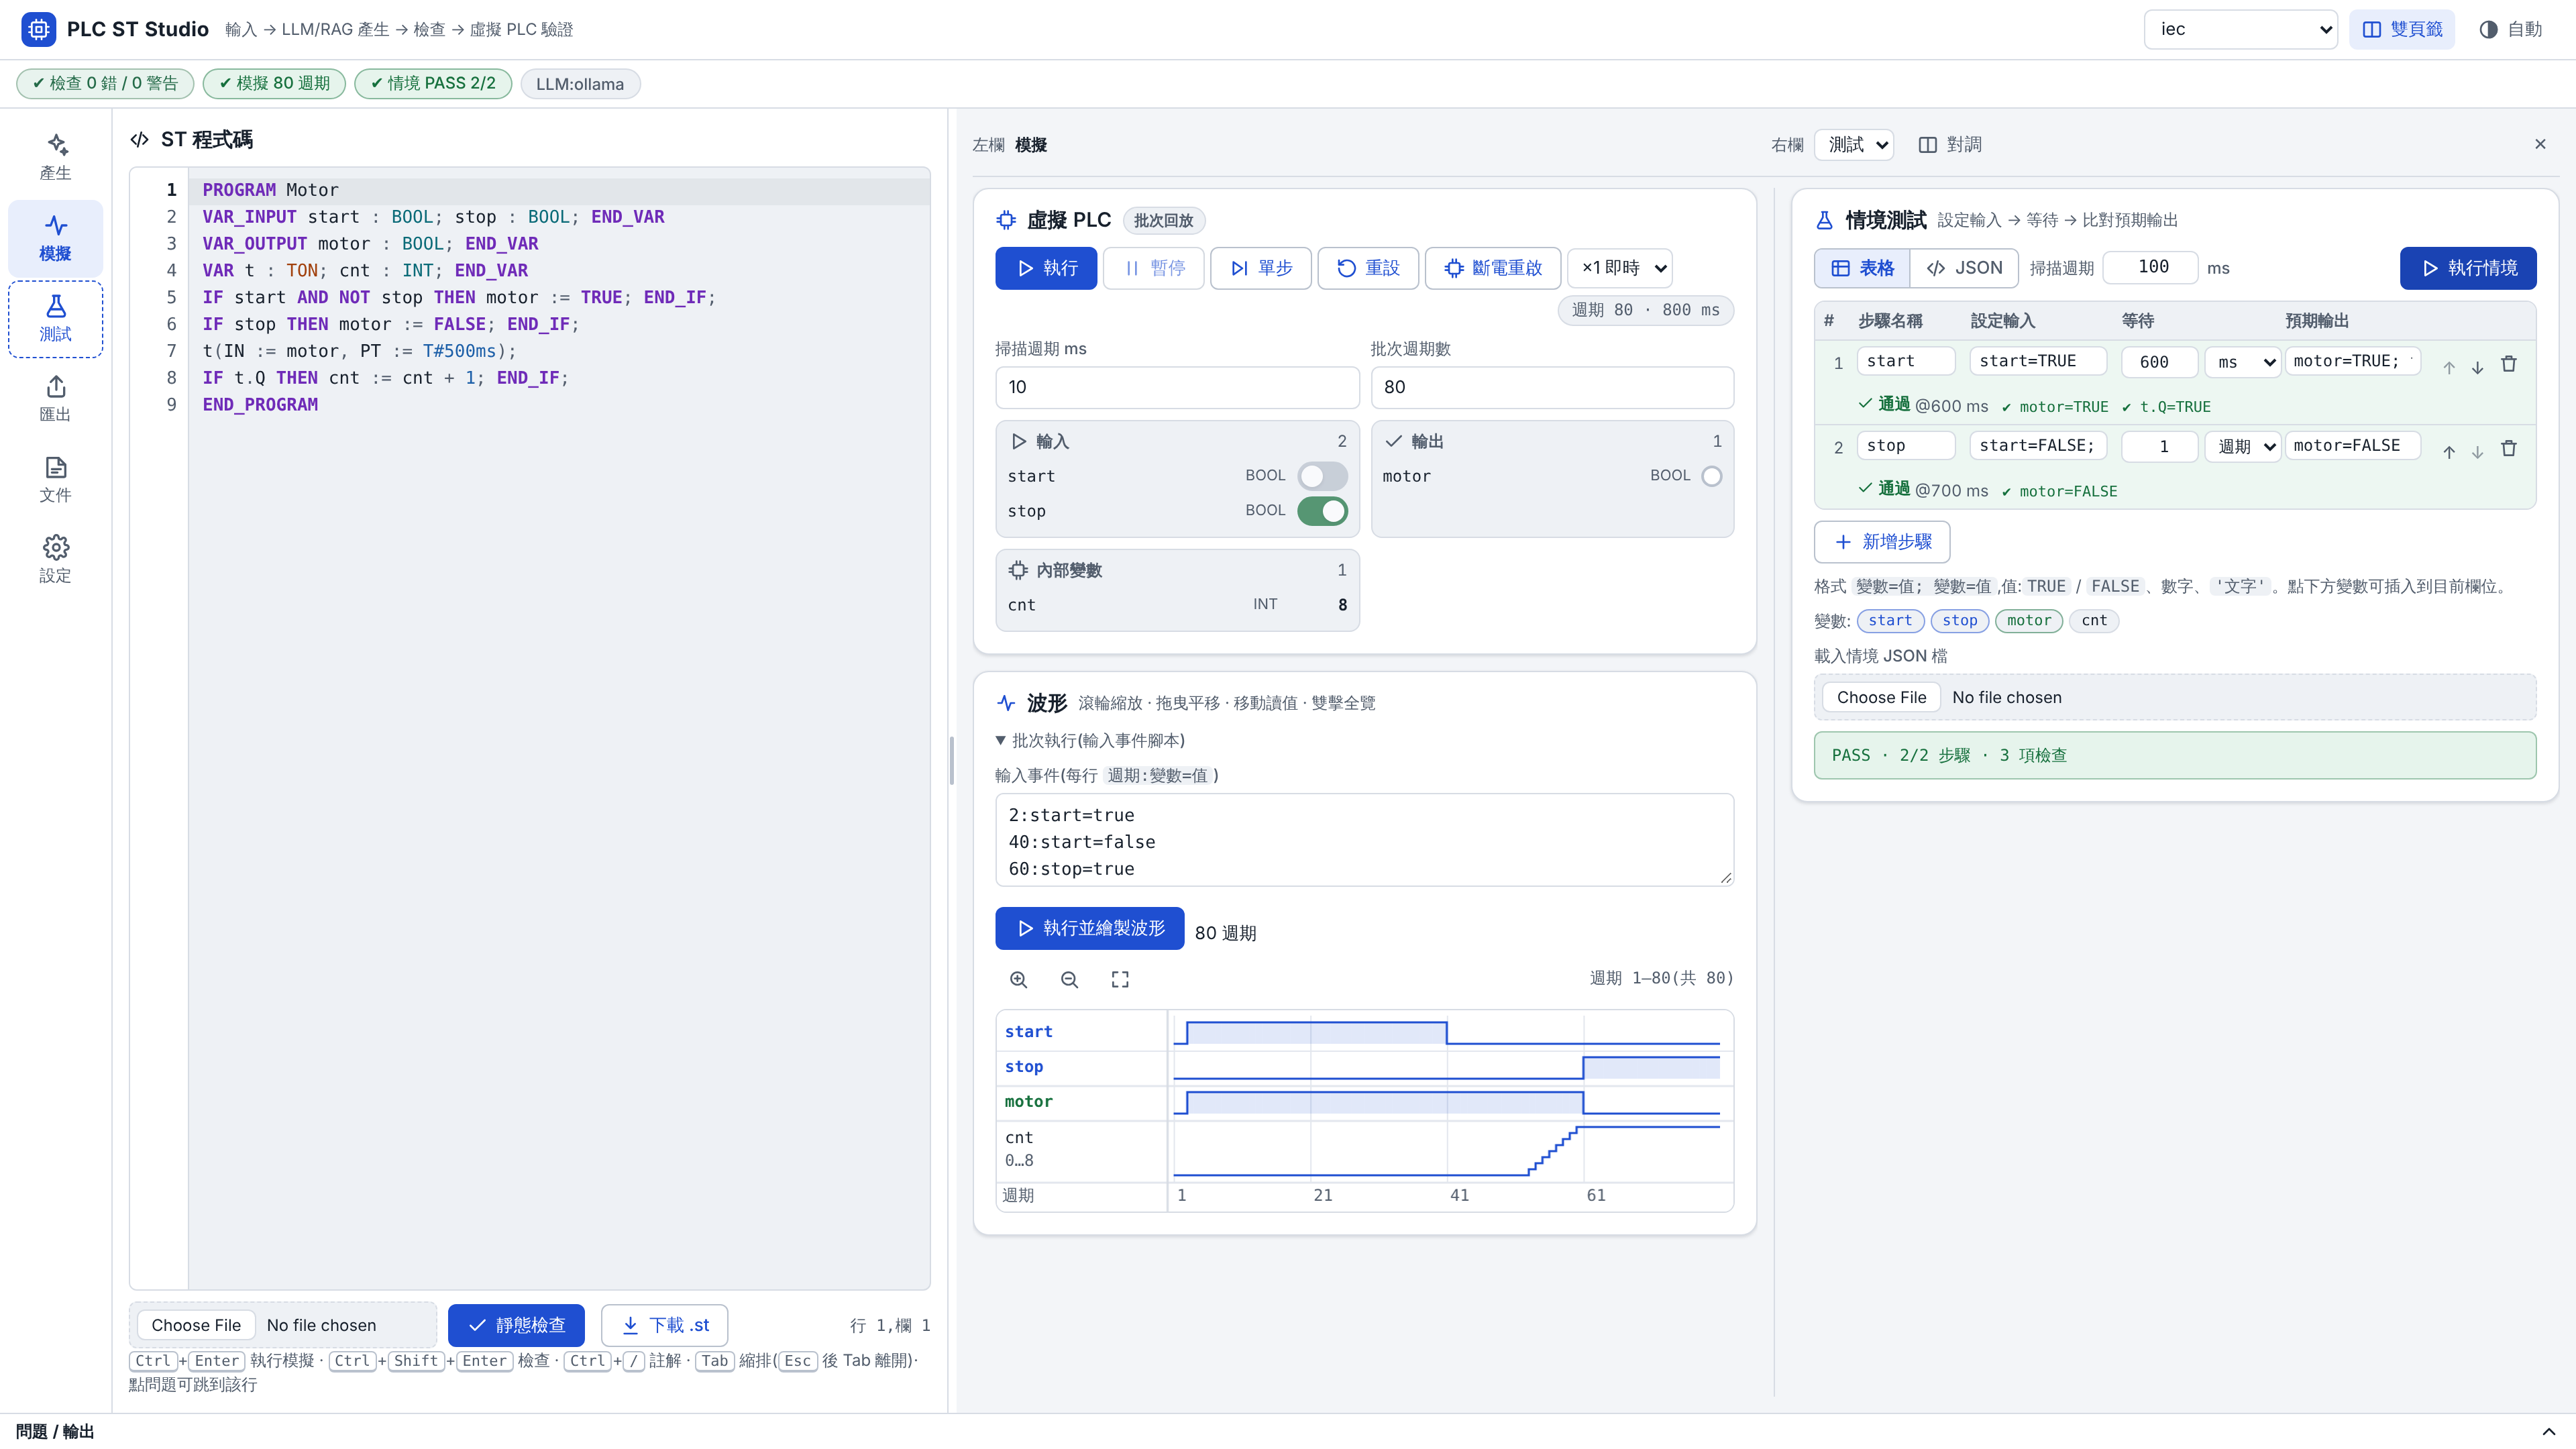 PLC ST Studio 輸入 → LLM/RAG 產生 → 檢查 → 虛擬 PLC 驗證 iec 雙頁籤 自動
✔ 檢查 0 錯 / 0 警告 ✔ 模擬 80 週期 ✔ 情境 PASS 2/2 LLM:ollama
產生
模擬
測試
匯出
文件
設定
ST 程式碼
1 PROGRAM Motor
2 VAR_INPUT start : BOOL; stop : BOOL; END_VAR
3 VAR_OUTPUT motor : BOOL; END_VAR
4 VAR t : TON; cnt : INT; END_VAR
5 IF start AND NOT stop THEN motor := TRUE; END_IF;
6 IF stop THEN motor := FALSE; END_IF;
7 t(IN := motor, PT := T#500ms);
8 IF t.Q THEN cnt := cnt + 1; END_IF;
9 END_PROGRAM
Choose File No file chosen 靜態檢查 下載 .st 行 1,欄 1
Ctrl+Enter 執行模擬 · Ctrl+Shift+Enter 檢查 · Ctrl+/ 註解 · Tab 縮排(Esc 後 Tab 離開)·
點問題可跳到該行
左欄 模擬 右欄 測試 對調 ×
虛擬 PLC 批次回放
執行 暫停 單步 重設 斷電重啟 ×1 即時
週期 80 · 800 ms
掃描週期 ms 批次週期數
10 80
輸入 2 輸出 1
start BOOL motor BOOL
stop BOOL
內部變數 1
cnt INT 8
波形 滾輪縮放 · 拖曳平移 · 移動讀值 · 雙擊全覽
▼ 批次執行(輸入事件腳本)
輸入事件(每行 週期:變數=值)
2:start=true
40:start=false
60:stop=true
執行並繪製波形 80 週期
週期 1–80(共 80)
start
stop
motor
cnt
0…8
週期 1 21 41 61
情境測試 設定輸入 → 等待 → 比對預期輸出
表格 JSON 掃描週期 100 ms 執行情境
# 步驟名稱 設定輸入 等待 預期輸出
1 start start=TRUE 600 ms motor=TRUE;
通過 @600 ms ✔ motor=TRUE ✔ t.Q=TRUE
2 stop start=FALSE; 1 週期 motor=FALSE
通過 @700 ms ✔ motor=FALSE
新增步驟
格式 變數=值; 變數=值,值:TRUE / FALSE、數字、'文字'。點下方變數可插入到目前欄位。
變數: start stop motor cnt
載入情境 JSON 檔
Choose File No file chosen
PASS · 2/2 步驟 · 3 項檢查
問題 / 輸出